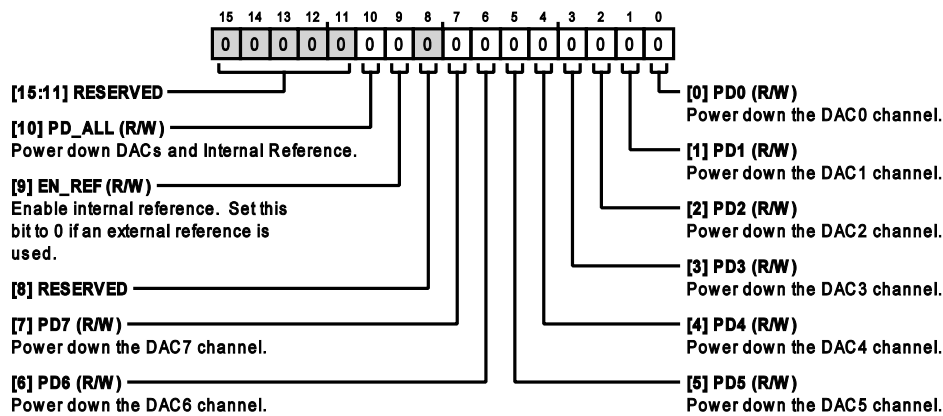 15 14 13 12 11 10 9 8 7 6 5 4 3 2 1 0
0 0 0 0 0 0 0 0 0 0 0 0 0 0 0 0
[15:11] RESERVED
[10] PD_ALL (R/W)
Power down DACs and Internal Reference.
[9] EN_REF (R/W)
Enable internal reference. Set this
bit to 0 if an external reference is
used.
[8] RESERVED
[7] PD7 (R/W)
Power down the DAC7 channel.
[6] PD6 (R/W)
Power down the DAC6 channel.
[0] PD0 (R/W)
Power down the DAC0 channel.
[1] PD1 (R/W)
Power down the DAC1 channel.
[2] PD2 (R/W)
Power down the DAC2 channel.
[3] PD3 (R/W)
Power down the DAC3 channel.
[4] PD4 (R/W)
Power down the DAC4 channel.
[5] PD5 (R/W)
Power down the DAC5 channel.